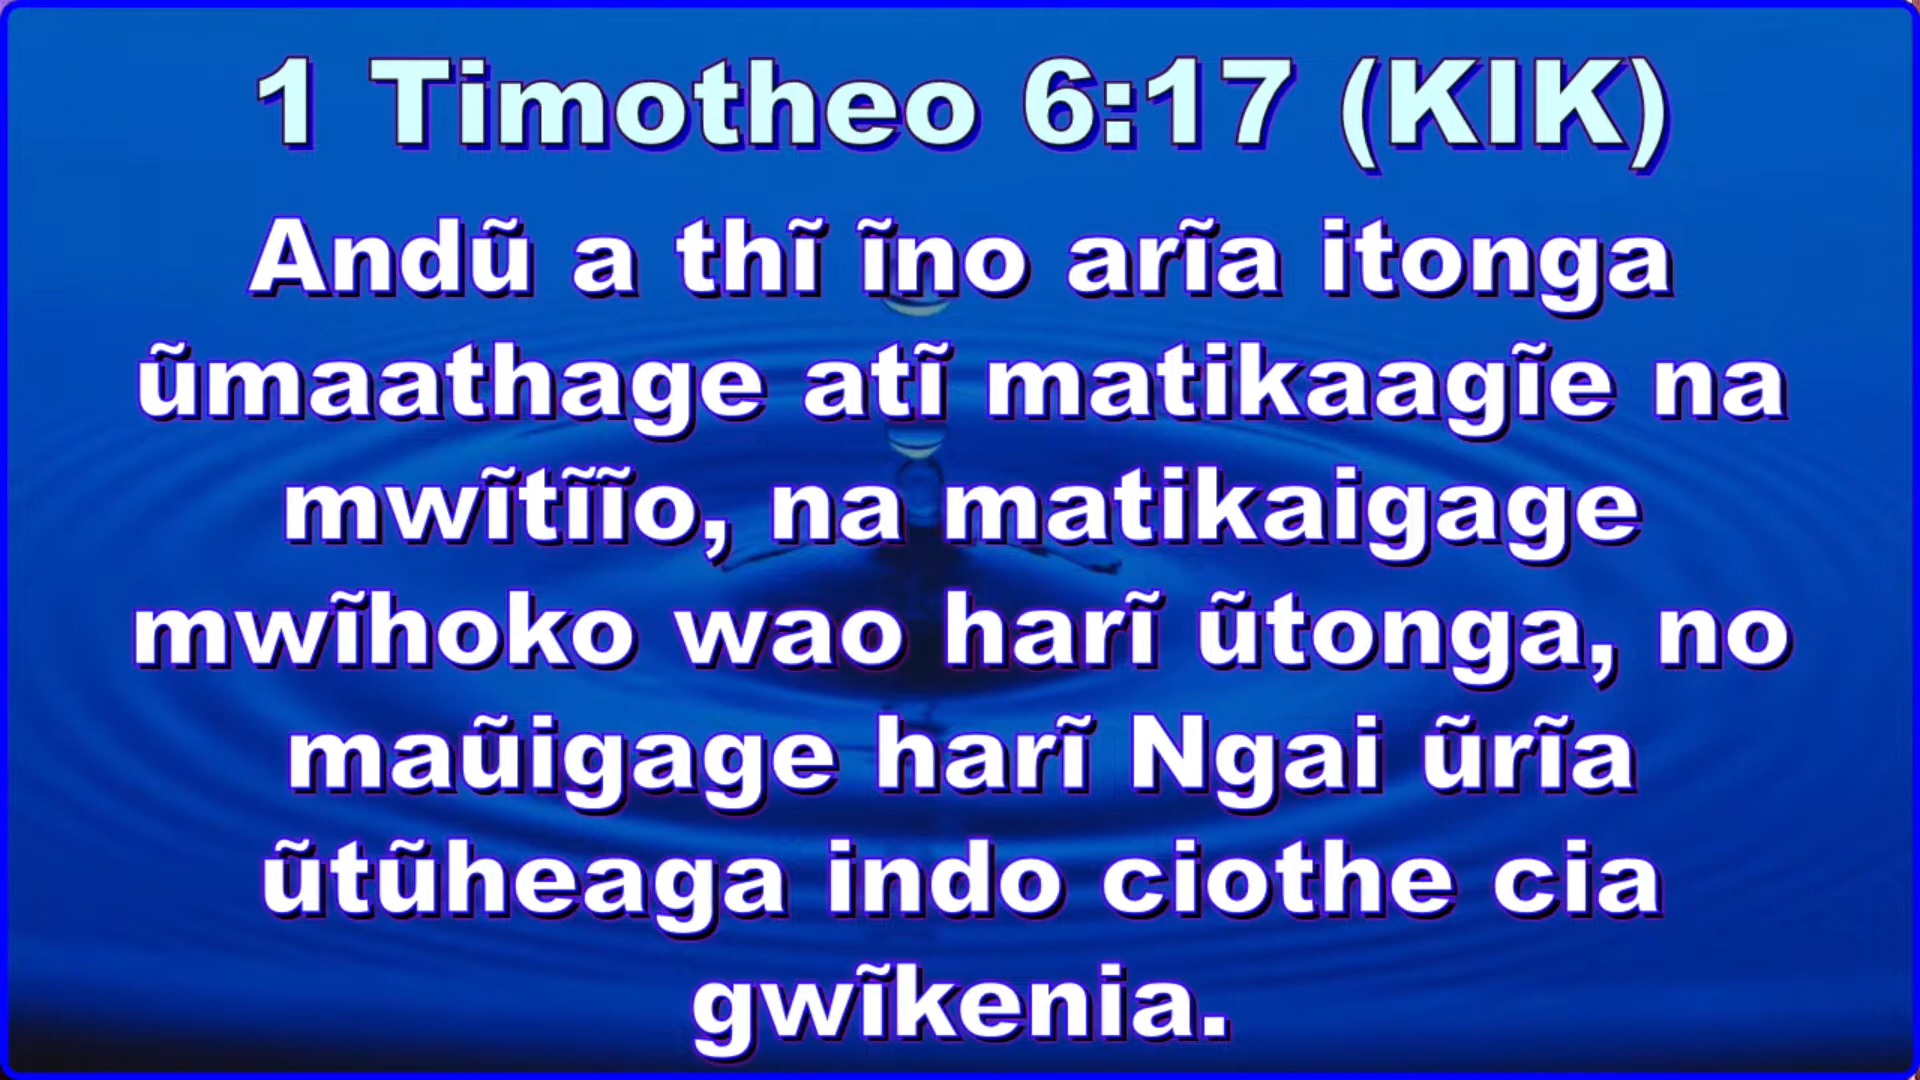 1 Timotheo 6:17 (KIK)
Andũ a thĩ ĩno arĩa itonga
ũmaathage atĩ matikaagĩe na
mwĩtĩĩo, na matikaigage
mwĩhoko wao harĩ ũtonga, no
maũigage harĩ Ngai ũrĩa
ũtũheaga indo ciothe cia
gwĩkenia.